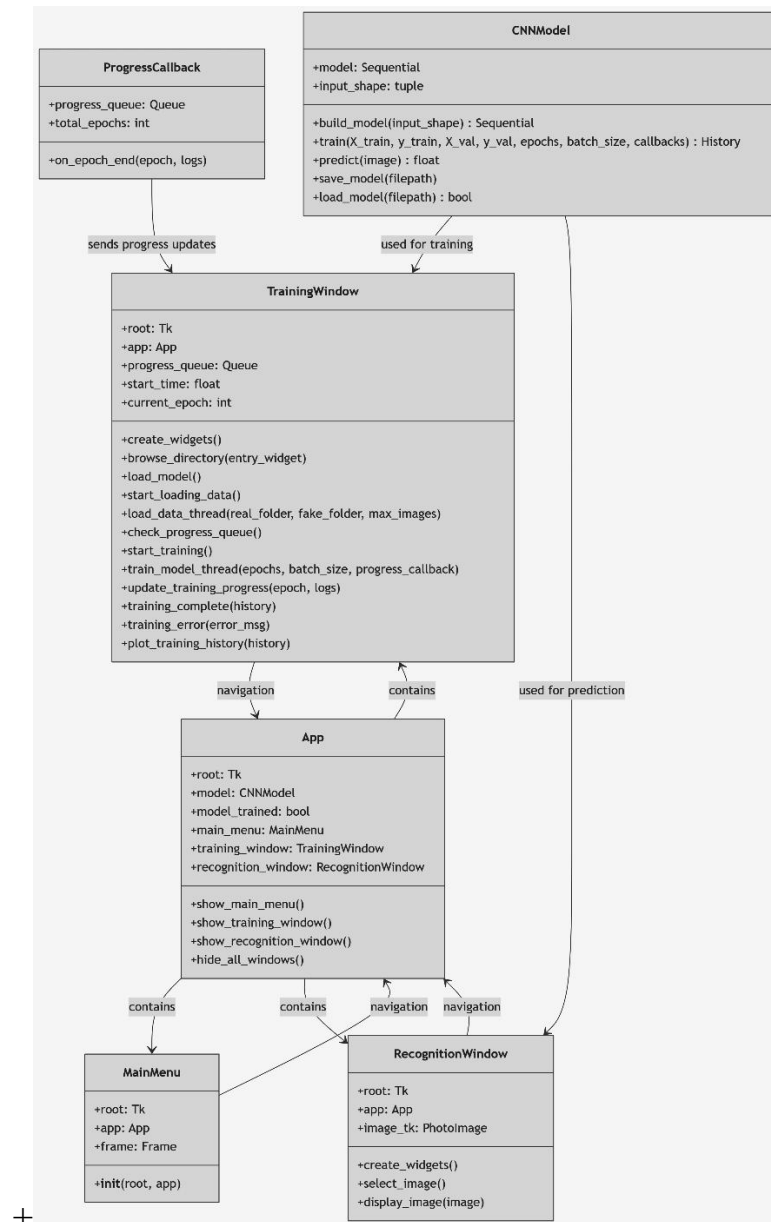 ProgressCallback
+progress_queue: Queue
+total_epochs: int
+on_epoch_end(epoch, logs)
CNNModel
+model: Sequential
+input_shape: tuple
+build_model(input_shape) : Sequential
+train(X_train, y_train, X_val, y_val, epochs, batch_size, callbacks) : History
+predict(image) : float
+save_model(filepath)
+load_model(filepath) : bool
sends progress updates
used for training
TrainingWindow
+root: Tk
+app: App
+progress_queue: Queue
+start_time: float
+current_epoch: int
+create_widgets()
+browse_directory(entry_widget)
+load_model()
+start_loading_data()
+load_data_thread(real_folder, fake_folder, max_images)
+check_progress_queue()
+start_training()
+train_model_thread(epochs, batch_size, progress_callback)
+update_training_progress(epoch, logs)
+training_complete(history)
+training_error(error_msg)
+plot_training_history(history)
navigation
contains
used for prediction
App
+root: Tk
+model: CNNModel
+model_trained: bool
+main_menu: MainMenu
+training_window: TrainingWindow
+recognition_window: RecognitionWindow
+show_main_menu()
+show_training_window()
+show_recognition_window()
+hide_all_windows()
contains
contains
navigation
navigation
MainMenu
+root: Tk
+app: App
+frame: Frame
+init(root, app)
RecognitionWindow
+root: Tk
+app: App
+image_tk: PhotoImage
+create_widgets()
+select_image()
+display_image(image)